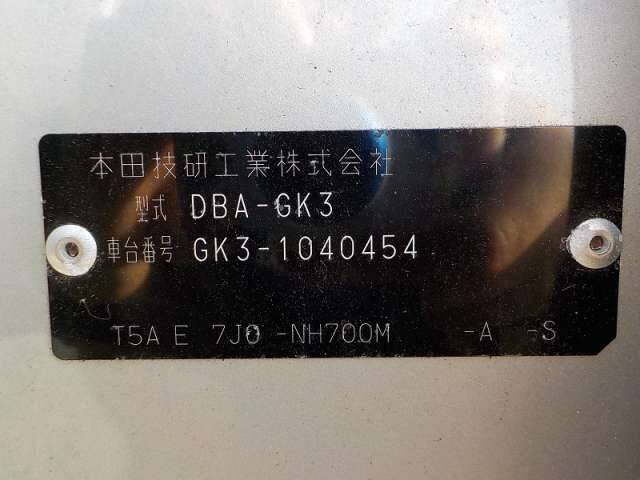 本田技研工業株式会社
型式 DBA-GK3
車台番号 GK3-1040454
T5A E 7J0 -NH700M -A -S